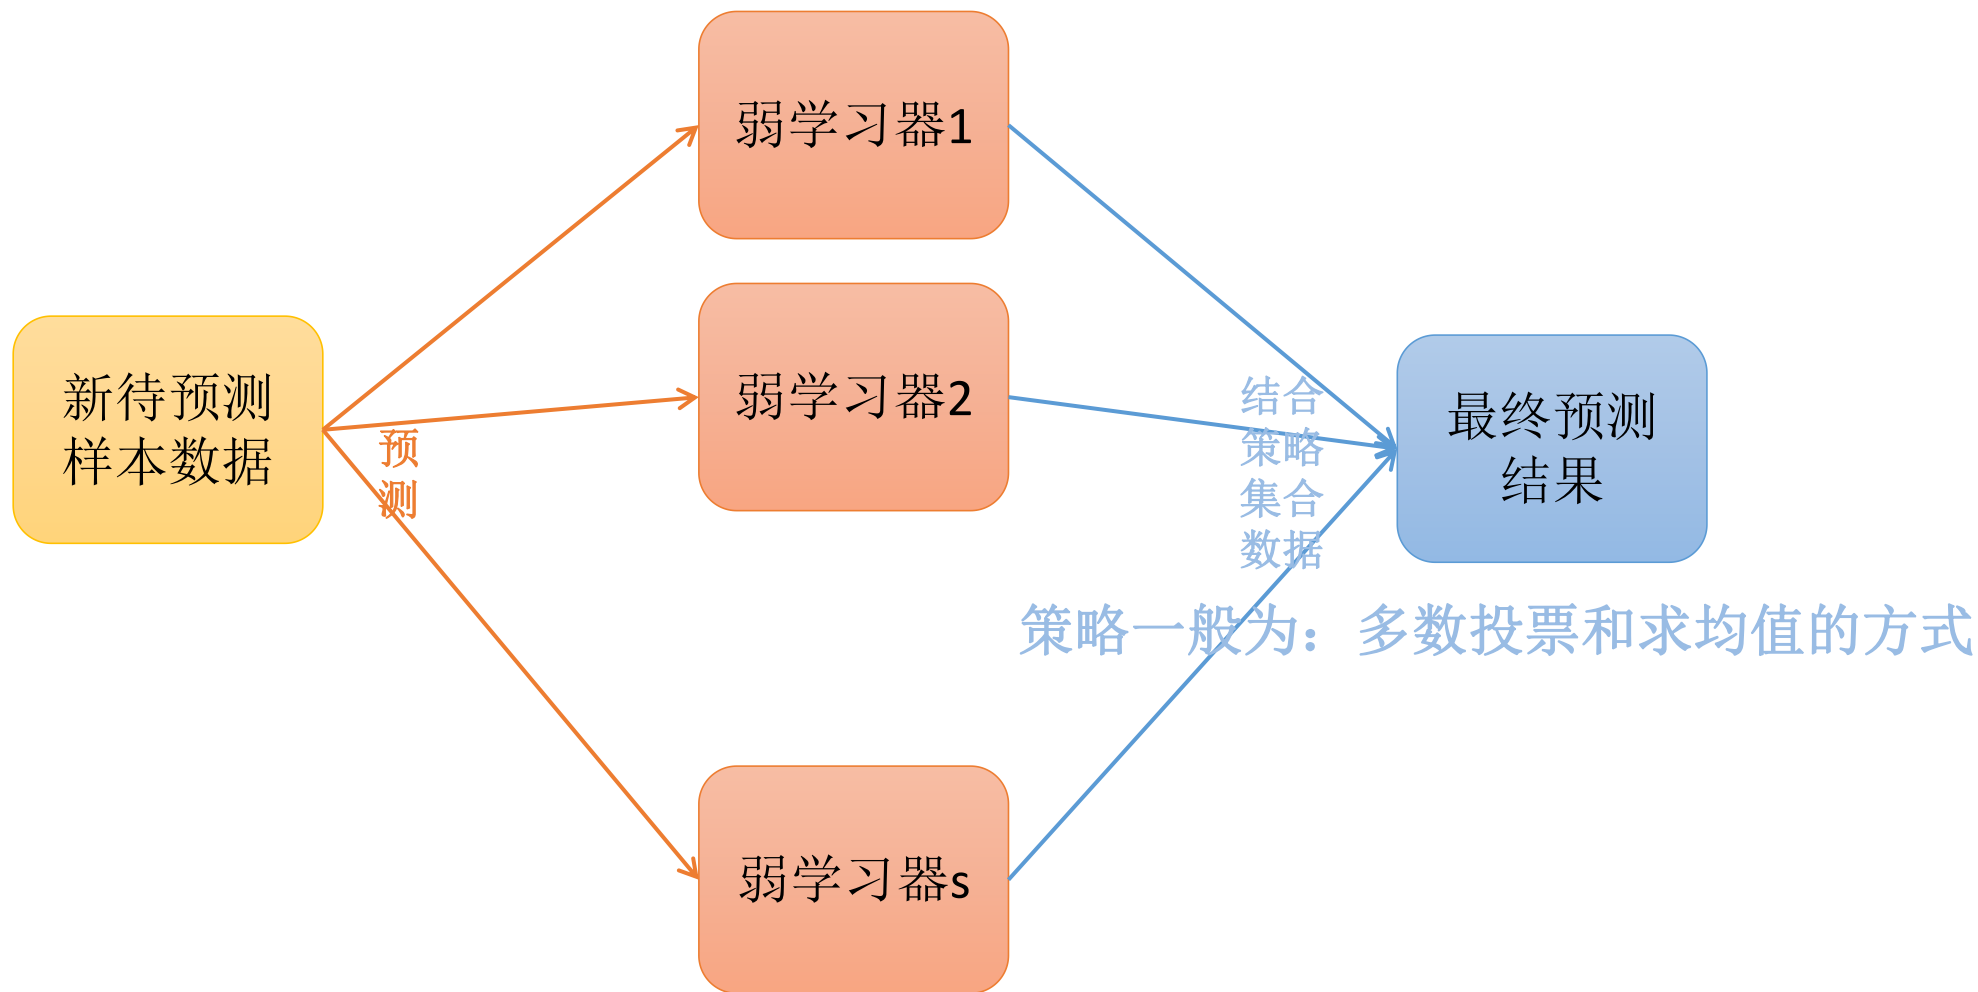 弱学习器1
新待预测
样本数据
预
测
弱学习器2
结合
策略
集合
数据
最终预测
结果
策略一般为：多数投票和求均值的方式
弱学习器s